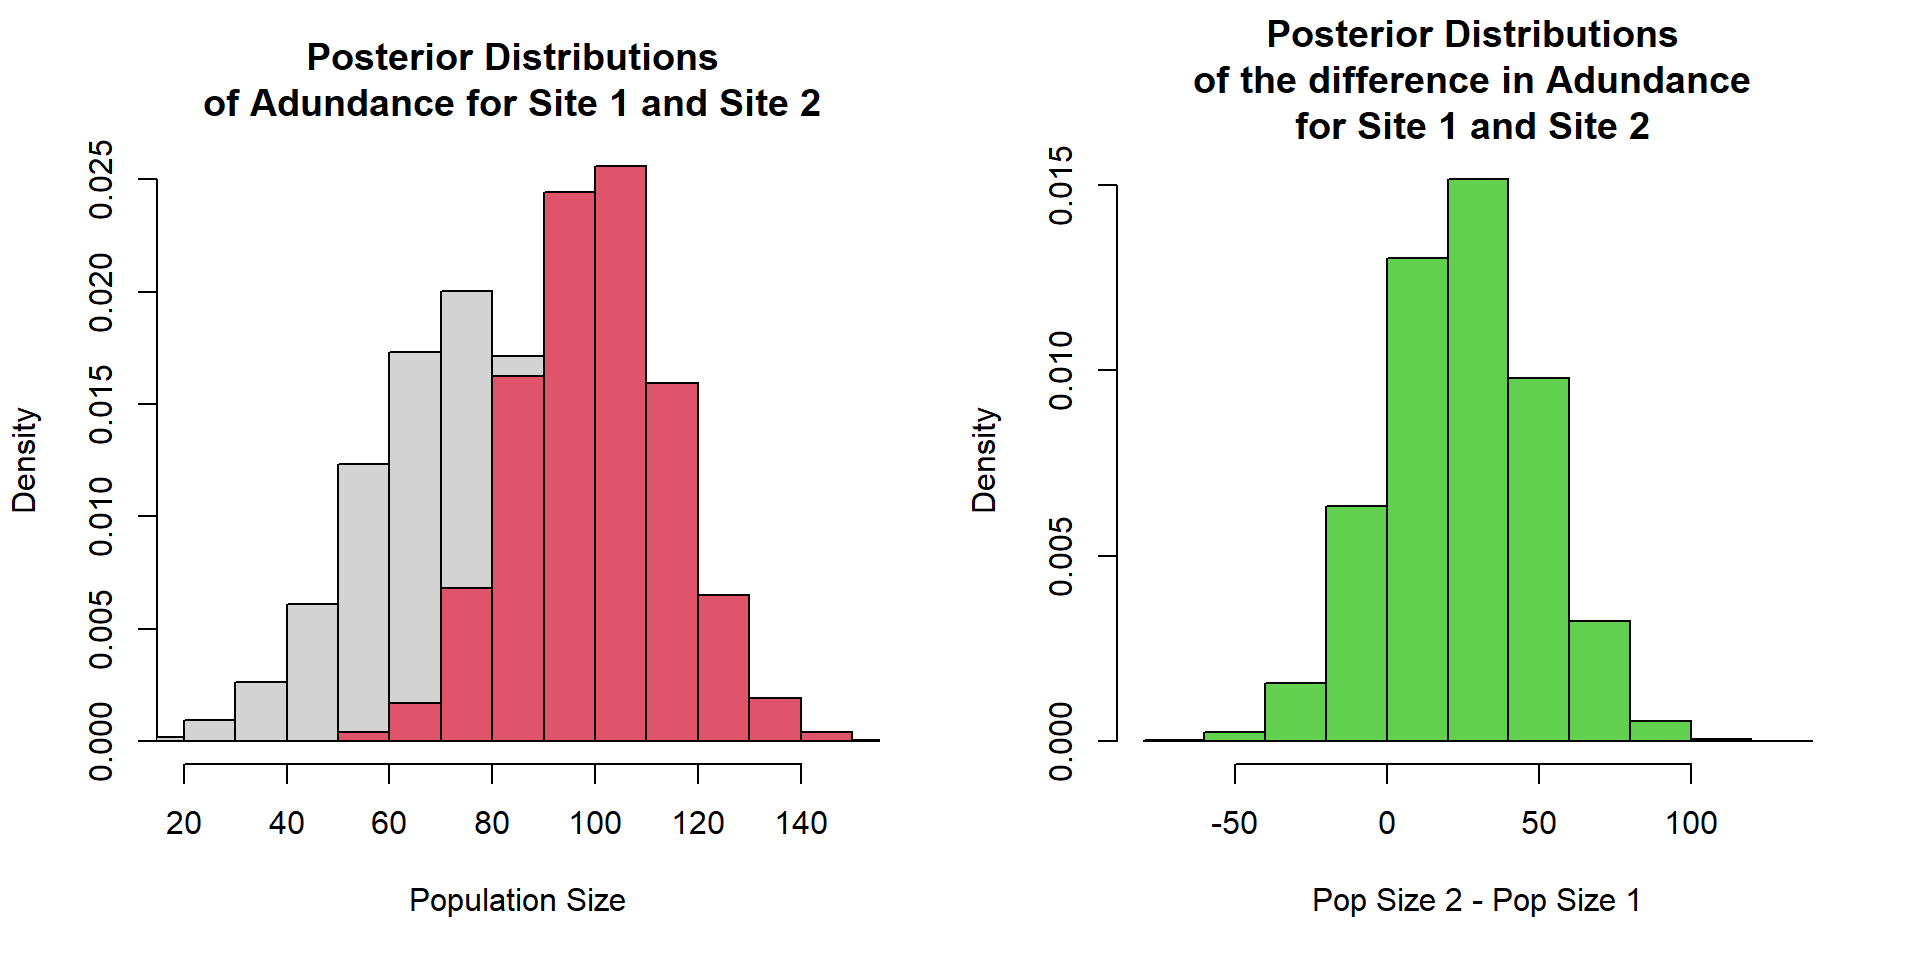 Posterior Distributions
of Adundance for Site 1 and Site 2
Density
0.000
0.005
0.010
0.015
0.020
0.025
20 40 60 80 100 120 140
Population Size
Posterior Distributions
of the difference in Adundance
for Site 1 and Site 2
Density
0.000
0.005
0.010
0.015
-50 0 50 100
Pop Size 2 - Pop Size 1